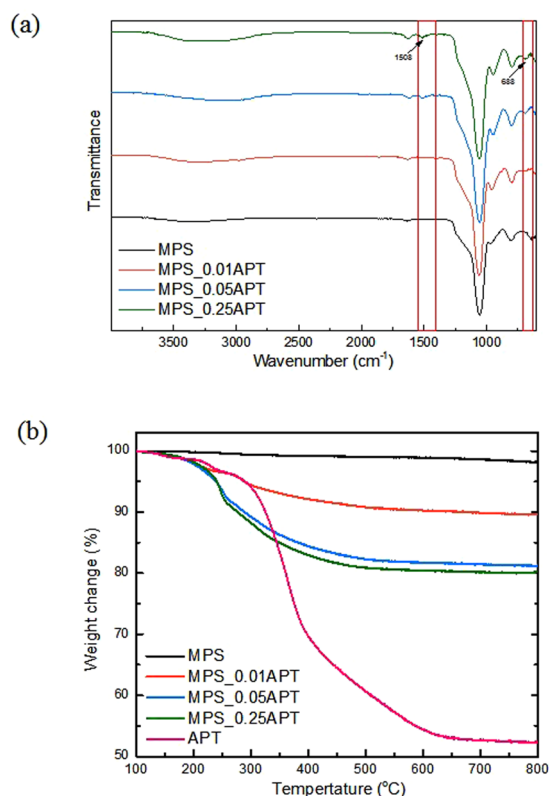 (a)
Transmittance
1508
688
MPS
MPS_0.01APT
MPS_0.05APT
MPS_0.25APT
3500 3000 2500 2000 1500 1000
Wavenumber (cm⁻¹)
(b)
Weight change (%)
100
90
80
70
60
50
MPS
MPS_0.01APT
MPS_0.05APT
MPS_0.25APT
APT
100 200 300 400 500 600 700 800
Tempertature (°C)